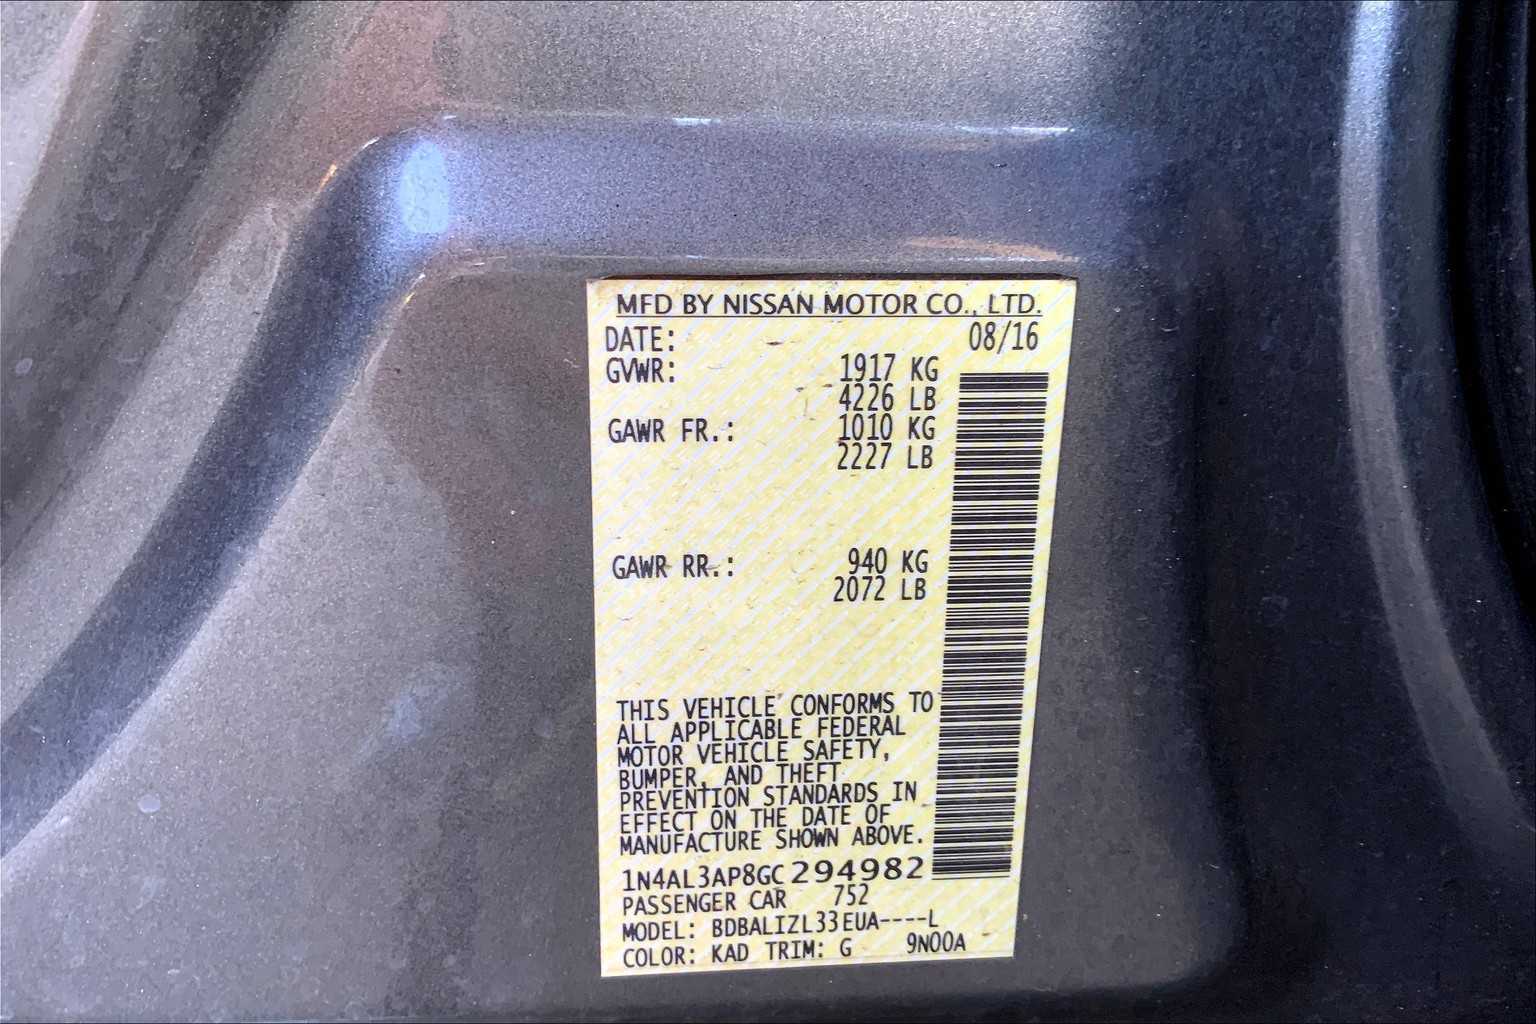 MFD BY NISSAN MOTOR CO., LTD.
DATE: 08/16
GVWR: 1917 KG
4226 LB
GAWR FR.: 1010 KG
2227 LB
GAWR RR.: 940 KG
2072 LB
THIS VEHICLE CONFORMS TO
ALL APPLICABLE FEDERAL
MOTOR VEHICLE SAFETY,
BUMPER, AND THEFT
PREVENTION STANDARDS IN
EFFECT ON THE DATE OF
MANUFACTURE SHOWN ABOVE.
1N4AL3AP8GC294982
PASSENGER CAR 752
MODEL: BDBALIZL33EUA----L
COLOR: KAD TRIM: G 9N00A